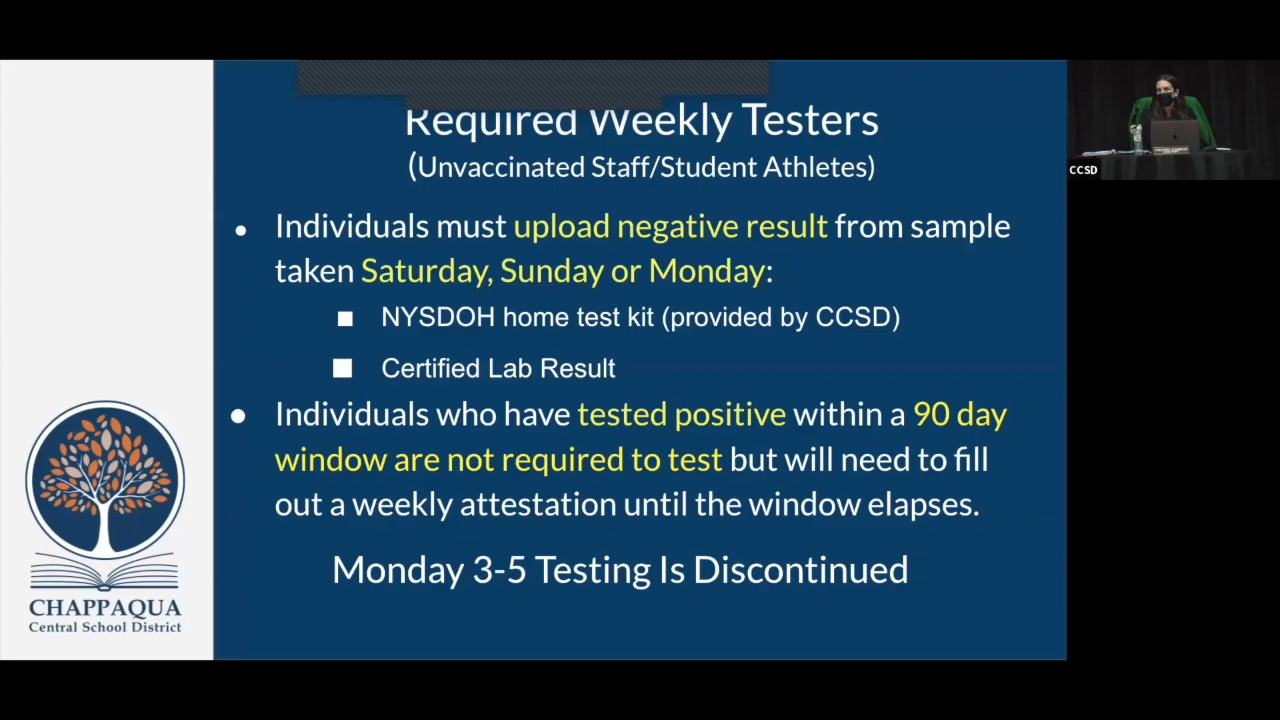 Required Weekly Testers
(Unvaccinated Staff/Student Athletes)
Individuals must upload negative result from sample
taken Saturday, Sunday or Monday:
NYSDOH home test kit (provided by CCSD)
Certified Lab Result
Individuals who have tested positive within a 90 day
window are not required to test but will need to fill
out a weekly attestation until the window elapses.
Monday 3-5 Testing Is Discontinued
CHAPPAQUA
Central School District
CCSD